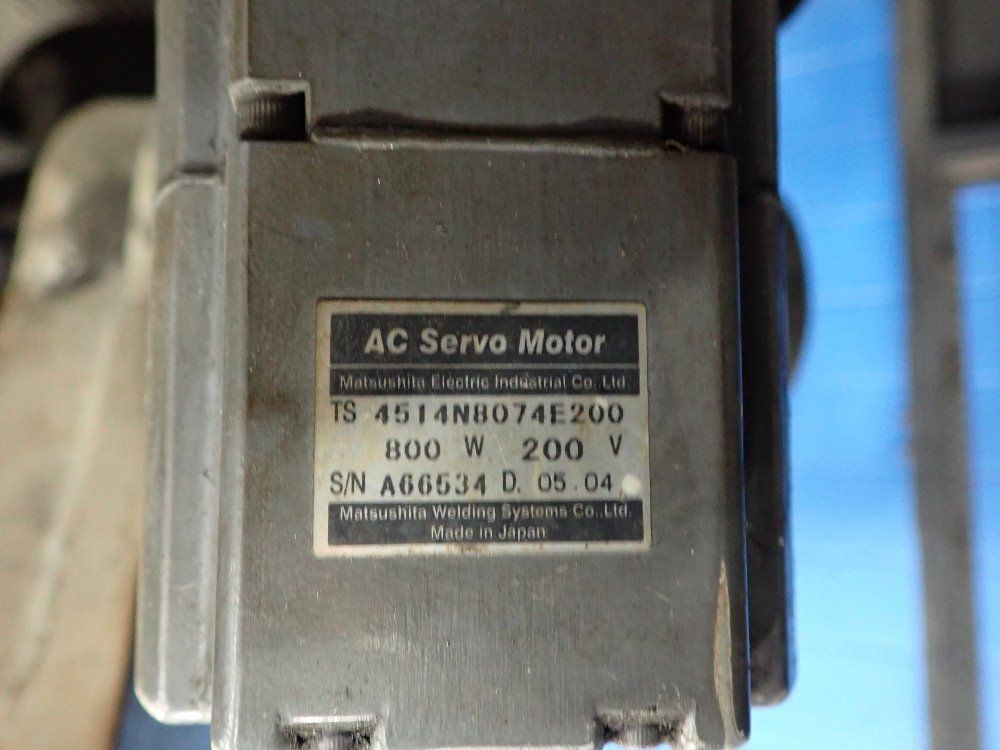 AC Servo Motor
Matsushita Electric Industrial Co., Ltd.
TS 4514N8074E200
800 W 200 V
S/N A66534 D. 05.04
Matsushita Welding Systems Co., Ltd.
Made in Japan